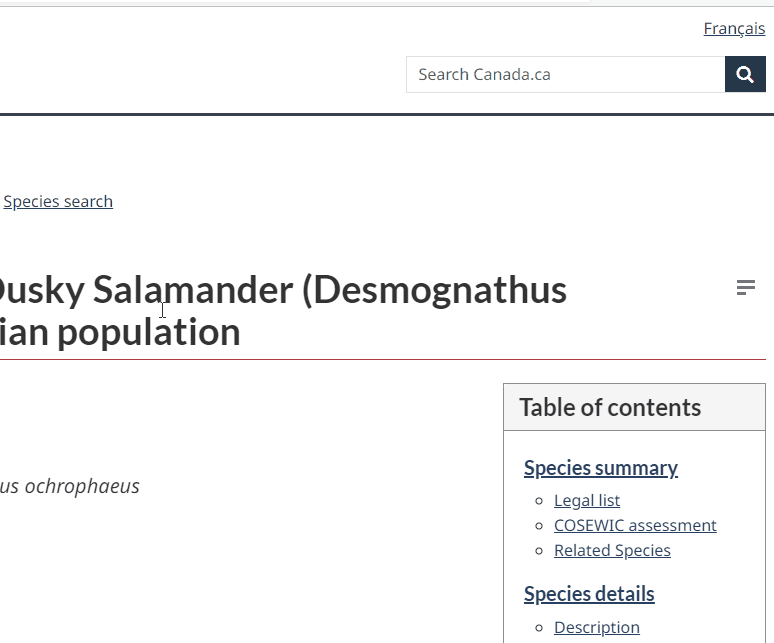 Français
Search Canada.ca
Species search
Dusky Salamander (Desmognathus
ian population
Table of contents
us ochrophaeus
Species summary
Legal list
COSEWIC assessment
Related Species
Species details
Description